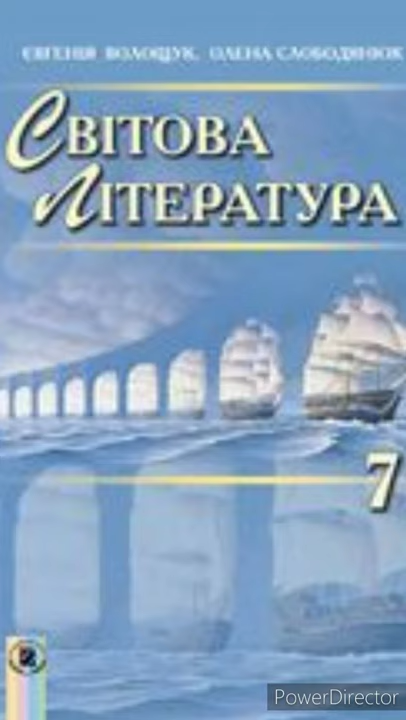 ЄВГЕНІЯ ВОЛОЩУК, ОЛЕНА СЛОБОДЯНЮК
СВІТОВА
ЛІТЕРАТУРА
7
PowerDirector